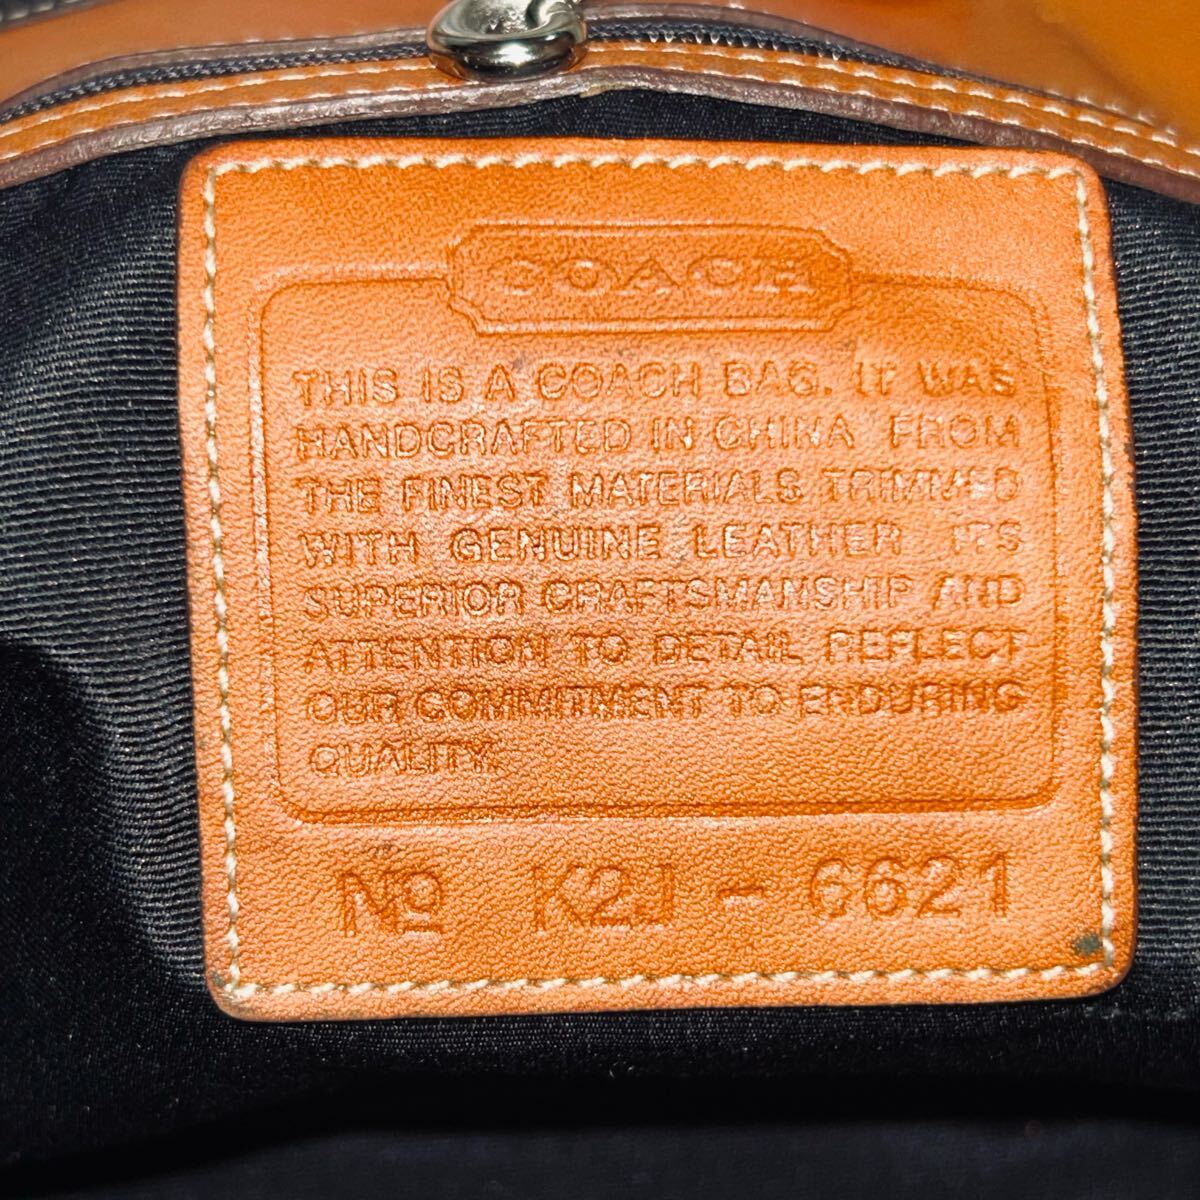 COACH
THIS IS A COACH BAG. IT WAS
HANDCRAFTED IN CHINA FROM
THE FINEST MATERIALS TRIMMED
WITH GENUINE LEATHER ITS
SUPERIOR CRAFTSMANSHIP AND
ATTENTION TO DETAIL REFLECT
OUR COMMITMENT TO ENDURING
QUALITY.
Nº K2J - 6621